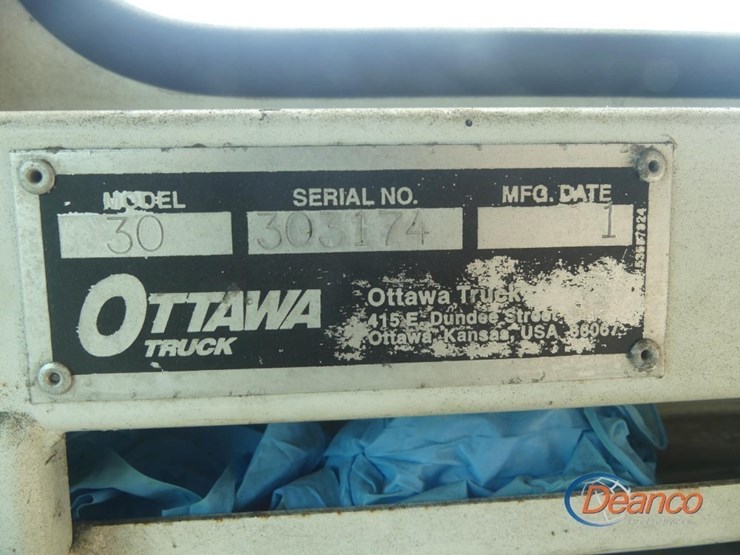 MODEL SERIAL NO. MFG. DATE
30 303174 1
OTTAWA
TRUCK
Ottawa Truck
415 E. Dundee Street
Ottawa, Kansas, USA 66067
Deanco